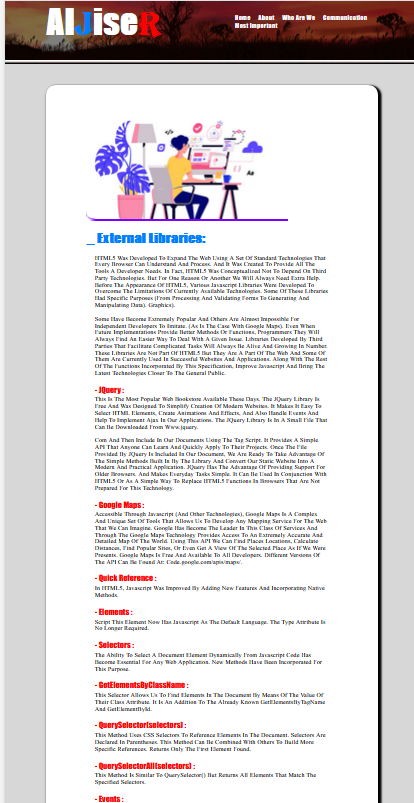 AlJiseR
Home About Who Are We Communication
Most Important
_ External Libraries:
HTML5 Was Developed To Expand The Web Using A Set Of Standard Technologies That
Every Browser Can Understand And Process. And It Was Created To Provide All The
Tools A Developer Needs. In Fact, HTML5 Was Conceptualized Not To Depend On Third
Party Technologies. But For One Reason Or Another We Will Always Need Extra Help.
Before The Appearance Of HTML5, Various Javascript Libraries Were Developed To
Overcome The Limitations Of Currently Available Technologies. Some Of These Libraries
Had Specific Purposes (From Processing And Validating Forms To Generating And
Manipulating Data). Graphics).
Some Have Become Extremely Popular And Others Are Almost Impossible For
Independent Developers To Imitate. (As Is The Case With Google Maps). Even When
Future Implementations Provide Better Methods Or Functions, Programmers They Will
Always Find An Easier Way To Deal With A Given Issue. Libraries Developed By Third
Parties That Facilitate Complicated Tasks Will Always Be Alive And Growing In Number.
These Libraries Are Not Part Of HTML5 But They Are A Part Of The Web And Some Of
Them Are Currently Used In Successful Websites And Applications. Along With The Rest
Of The Functions Incorporated By This Specification, Improve Javascript And Bring The
Latest Technologies Closer To The General Public.
- JQuery :
This Is The Most Popular Web Bookstore Available These Days. The JQuery Library Is
Free And Was Designed To Simplify Creation Of Modern Websites. It Makes It Easy To
Select HTML Elements, Create Animations And Effects, And Also Handle Events And
Help To Implement Ajax In Our Applications. The JQuery Library Is In A Small File That
Can Be Downloaded From Www.jquery.
Com And Then Include In Our Documents Using The Tag Script. It Provides A Simple
API That Anyone Can Learn And Quickly Apply To Their Projects. Once The File
Provided By JQuery Is Included In Our Document, We Are Ready To Take Advantage Of
The Simple Methods Built In By The Library And Convert Our Static Website Into A
Modern And Practical Application. JQuery Has The Advantage Of Providing Support For
Older Browsers. And Makes Everyday Tasks Simple. It Can Be Used In Conjunction With
HTML5 Or As A Simple Way To Replace HTML5 Functions In Browsers That Are Not
Prepared For This Technology.
- Google Maps :
Accessible Through Javascript (And Other Technologies), Google Maps Is A Complex
And Unique Set Of Tools That Allows Us To Develop Any Mapping Service For The Web
That We Can Imagine. Google Has Become The Leader In This Class Of Services And
Through The Google Maps Technology Provides Access To An Extremely Accurate And
Detailed Map Of The World. Using This API We Can Find Places Locations, Calculate
Distances, Find Popular Sites, Or Even Get A View Of The Selected Place As If We Were
Presents. Google Maps Is Free And Available To All Developers. Different Versions Of
The API Can Be Found At: Code.google.com/apis/maps/.
- Quick Reference :
In HTML5, Javascript Was Improved By Adding New Features And Incorporating Native
Methods.
- Elements :
Script This Element Now Has Javascript As The Default Language. The Type Attribute Is
No Longer Required.
- Selectors :
The Ability To Select A Document Element Dynamically From Javascript Code Has
Become Essential For Any Web Application. New Methods Have Been Incorporated For
This Purpose.
- GetElementsByClassName :
This Selector Allows Us To Find Elements In The Document By Means Of The Value Of
Their Class Attribute. It Is An Addition To The Already Known GetElementsByTagName
And GetElementById.
- QuerySelector(selectors) :
This Method Uses CSS Selectors To Reference Elements In The Document. Selectors Are
Declared In Parentheses. This Method Can Be Combined With Others To Build More
Specific References. Returns Only The First Element Found.
- QuerySelectorAll(selectors) :
This Method Is Similar To QuerySelector() But Returns All Elements That Match The
Specified Selectors.
- Events :